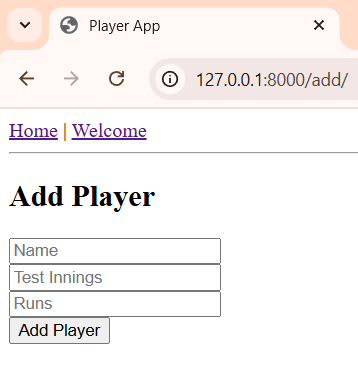 Player App
127.0.0.1:8000/add/
Home | Welcome
Add Player
Name
Test Innings
Runs
Add Player